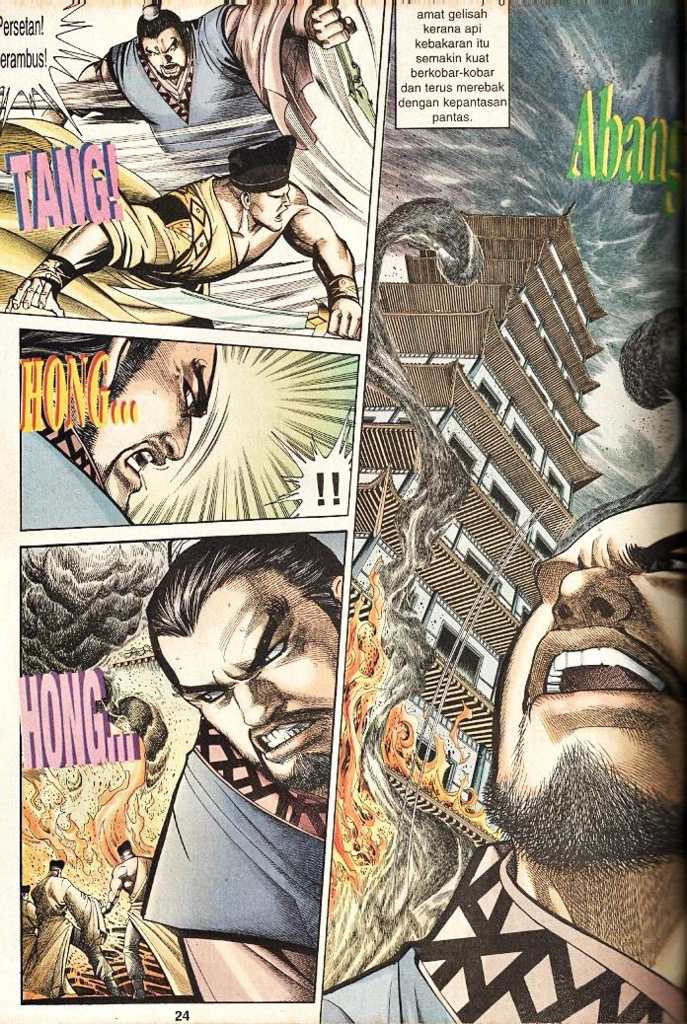 Persetan!
erambus!
TANG!
HONG...
!!
HONG...
amat gelisah
kerana api
kebakaran itu
semakin kuat
berkobar-kobar
dan terus merebak
dengan kepantasan
pantas.
Abang
24